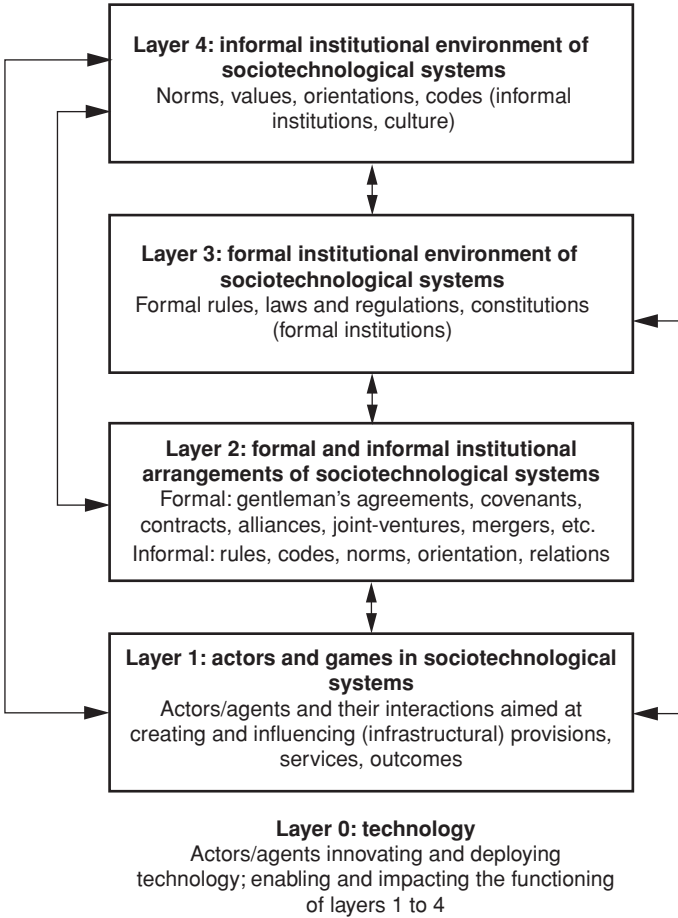 Layer 4: informal institutional environment of
sociotechnological systems
Norms, values, orientations, codes (informal
institutions, culture)
Layer 3: formal institutional environment of
sociotechnological systems
Formal rules, laws and regulations, constitutions
(formal institutions)
Layer 2: formal and informal institutional
arrangements of sociotechnological systems
Formal: gentleman’s agreements, covenants,
contracts, alliances, joint-ventures, mergers, etc.
Informal: rules, codes, norms, orientation, relations
Layer 1: actors and games in sociotechnological
systems
Actors/agents and their interactions aimed at
creating and influencing (infrastructural) provisions,
services, outcomes
Layer 0: technology
Actors/agents innovating and deploying
technology; enabling and impacting the functioning
of layers 1 to 4